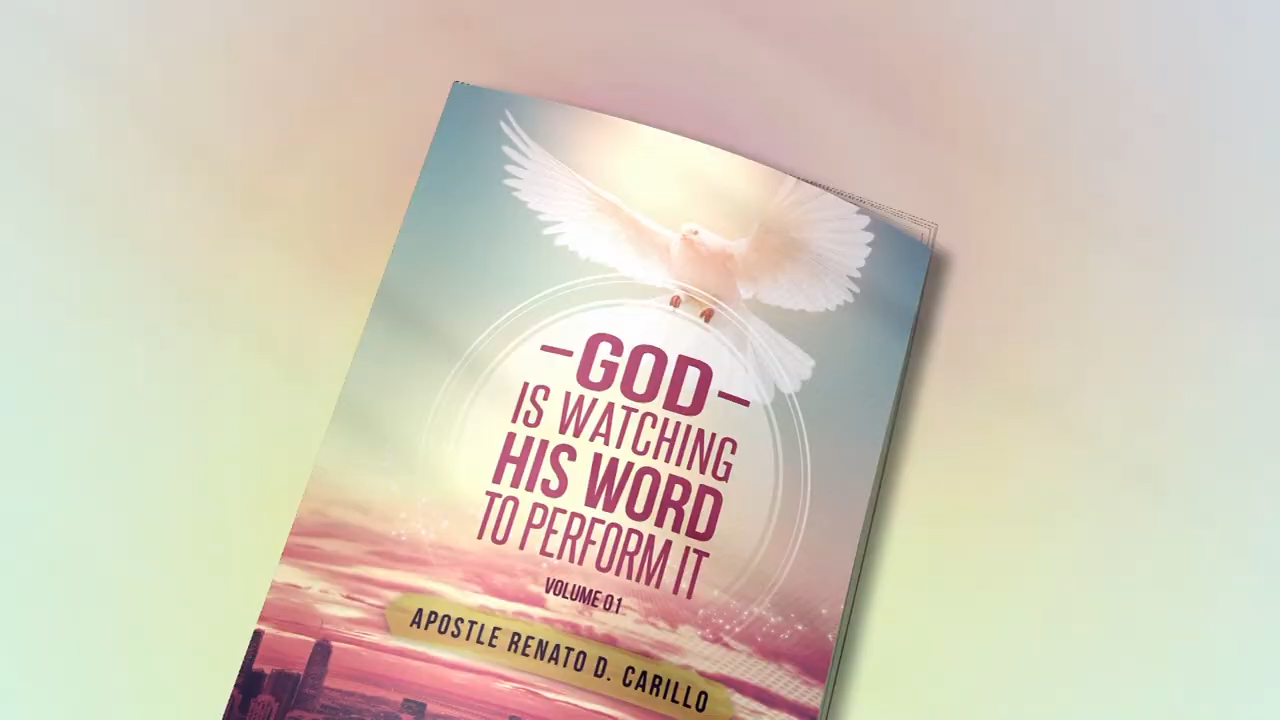 –GOD–
IS WATCHING
HIS WORD
TO PERFORM IT
VOLUME 01
APOSTLE RENATO D. CARILLO